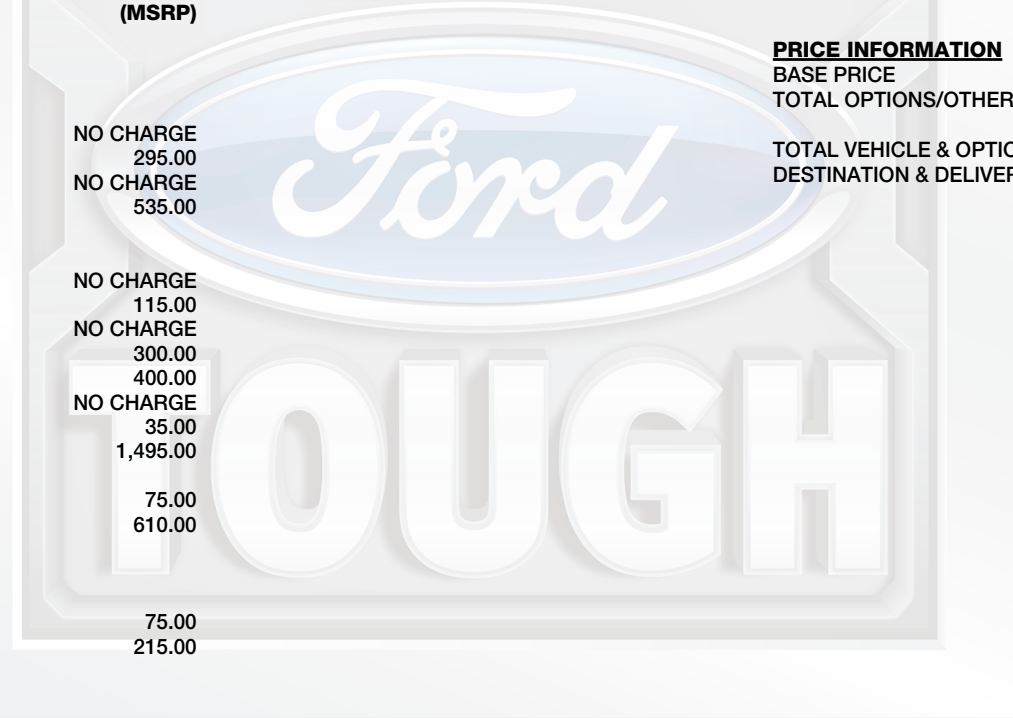 (MSRP)
NO CHARGE
295.00
NO CHARGE
535.00
NO CHARGE
115.00
NO CHARGE
300.00
400.00
NO CHARGE
35.00
1,495.00
75.00
610.00
75.00
215.00
PRICE INFORMATION
BASE PRICE
TOTAL OPTIONS/OTHER
TOTAL VEHICLE & OPTIO
DESTINATION & DELIVER
Ford
TOUGH